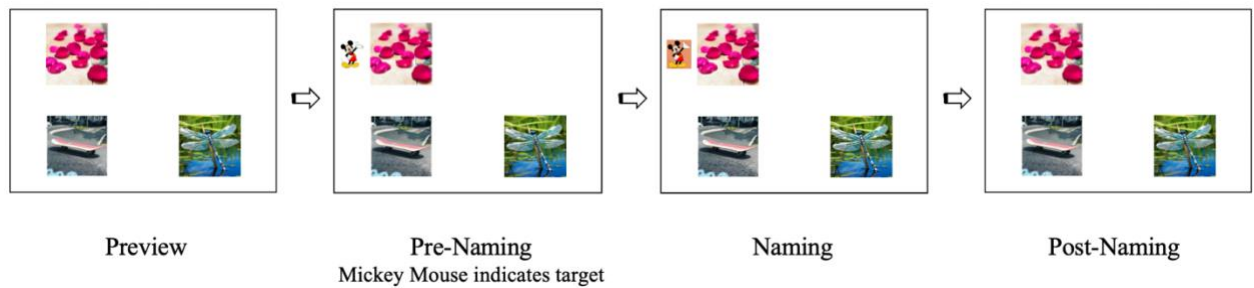 Preview
Pre-Naming
Mickey Mouse indicates target
Naming
Post-Naming